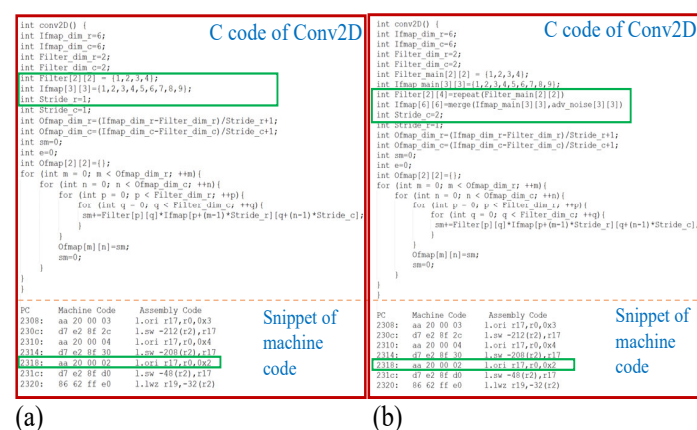 C code of Conv2D
int conv2D() {
int Ifmap_dim_r=6;
int Ifmap_dim_c=6;
int Filter_dim_r=2;
int Filter_dim_c=2;
int Filter[2][2] = {1,2,3,4};
int Ifmap[3][3]={1,2,3,4,5,6,7,8,9};
int Stride_r=1;
int Stride_c=1;
int Ofmap_dim_r=(Ifmap_dim_r-Filter_dim_r)/Stride_r+1;
int Ofmap_dim_c=(Ifmap_dim_c-Filter_dim_c)/Stride_c+1;
int sm=0;
int e=0;
int Ofmap[2][2]={};
for (int m = 0; m < Ofmap_dim_r; ++m){
for (int n = 0; n < Ofmap_dim_c; ++n){
for (int p = 0; p < Filter_dim_r; ++p){
for (int q = 0; q < Filter_dim_c; ++q){
sm+=Filter[p][q]*Ifmap[p+(m-1)*Stride_r][q+(n-1)*Stride_c];
}
}
Ofmap[m][n]=sm;
sm=0;
}
}
}
PC Machine Code Assembly Code
2308: aa 20 00 03 l.ori r17,r0,0x3
230c: d7 e2 8f 2c l.sw -212(r2),r17
2310: aa 20 00 04 l.ori r17,r0,0x4
2314: d7 e2 8f 30 l.sw -208(r2),r17
2318: aa 20 00 02 l.ori r17,r0,0x2
231c: d7 e2 8f d0 l.sw -48(r2),r17
2320: 86 62 ff e0 l.lwz r19,-32(r2)
Snippet of
machine
code
(a)
C code of Conv2D
int conv2D() {
int Ifmap_dim_r=6;
int Ifmap_dim_c=6;
int Filter_dim_r=2;
int Filter_dim_c=2;
int Filter_main[2][2] = {1,2,3,4};
int Ifmap_main[3][3]={1,2,3,4,5,6,7,8,9};
int Filter[2][4]=repeat(Filter_main[2][2])
int Ifmap[6][6]=merge(Ifmap_main[3][3],adv_noise[3][3])
int Stride_c=2;
int Stride_r=1;
int Ofmap_dim_r=(Ifmap_dim_r-Filter_dim_r)/Stride_r+1;
int Ofmap_dim_c=(Ifmap_dim_c-Filter_dim_c)/Stride_c+1;
int sm=0;
int e=0;
int Ofmap[2][2]={};
for (int m = 0; m < Ofmap_dim_r; ++m){
for (int n = 0; n < Ofmap_dim_c; ++n){
for (int p = 0; p < Filter_dim_r; ++p){
for (int q = 0; q < Filter_dim_c; ++q){
sm+=Filter[p][q]*Ifmap[p+(m-1)*Stride_r][q+(n-1)*Stride_c]
}
}
Ofmap[m][n]=sm;
sm=0;
}
}
}
PC Machine Code Assembly Code
2308: aa 20 00 03 l.ori r17,r0,0x3
230c: d7 e2 8f 2c l.sw -212(r2),r17
2310: aa 20 00 04 l.ori r17,r0,0x4
2314: d7 e2 8f 30 l.sw -208(r2),r17
2318: aa 20 00 02 l.ori r17,r0,0x2
231c: d7 e2 8f d0 l.sw -48(r2),r17
2320: 86 62 ff e0 l.lwz r19,-32(r2)
Snippet of
machine
code
(b)